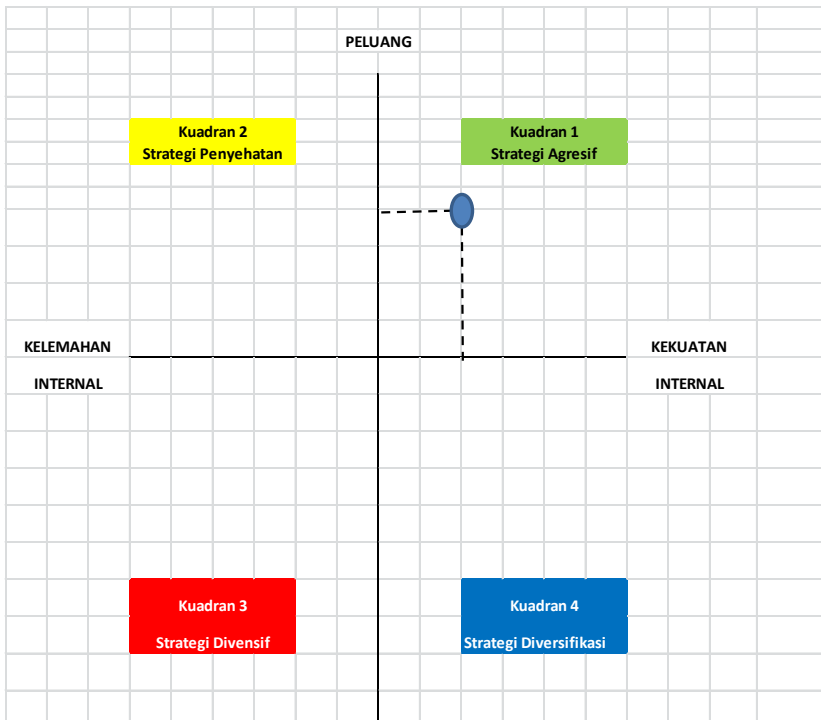 PELUANG
Kuadran 2
Strategi Penyehatan
Kuadran 1
Strategi Agresif
KELEMAHAN
INTERNAL
KEKUATAN
INTERNAL
Kuadran 3
Strategi Divensif
Kuadran 4
Strategi Diversifikasi